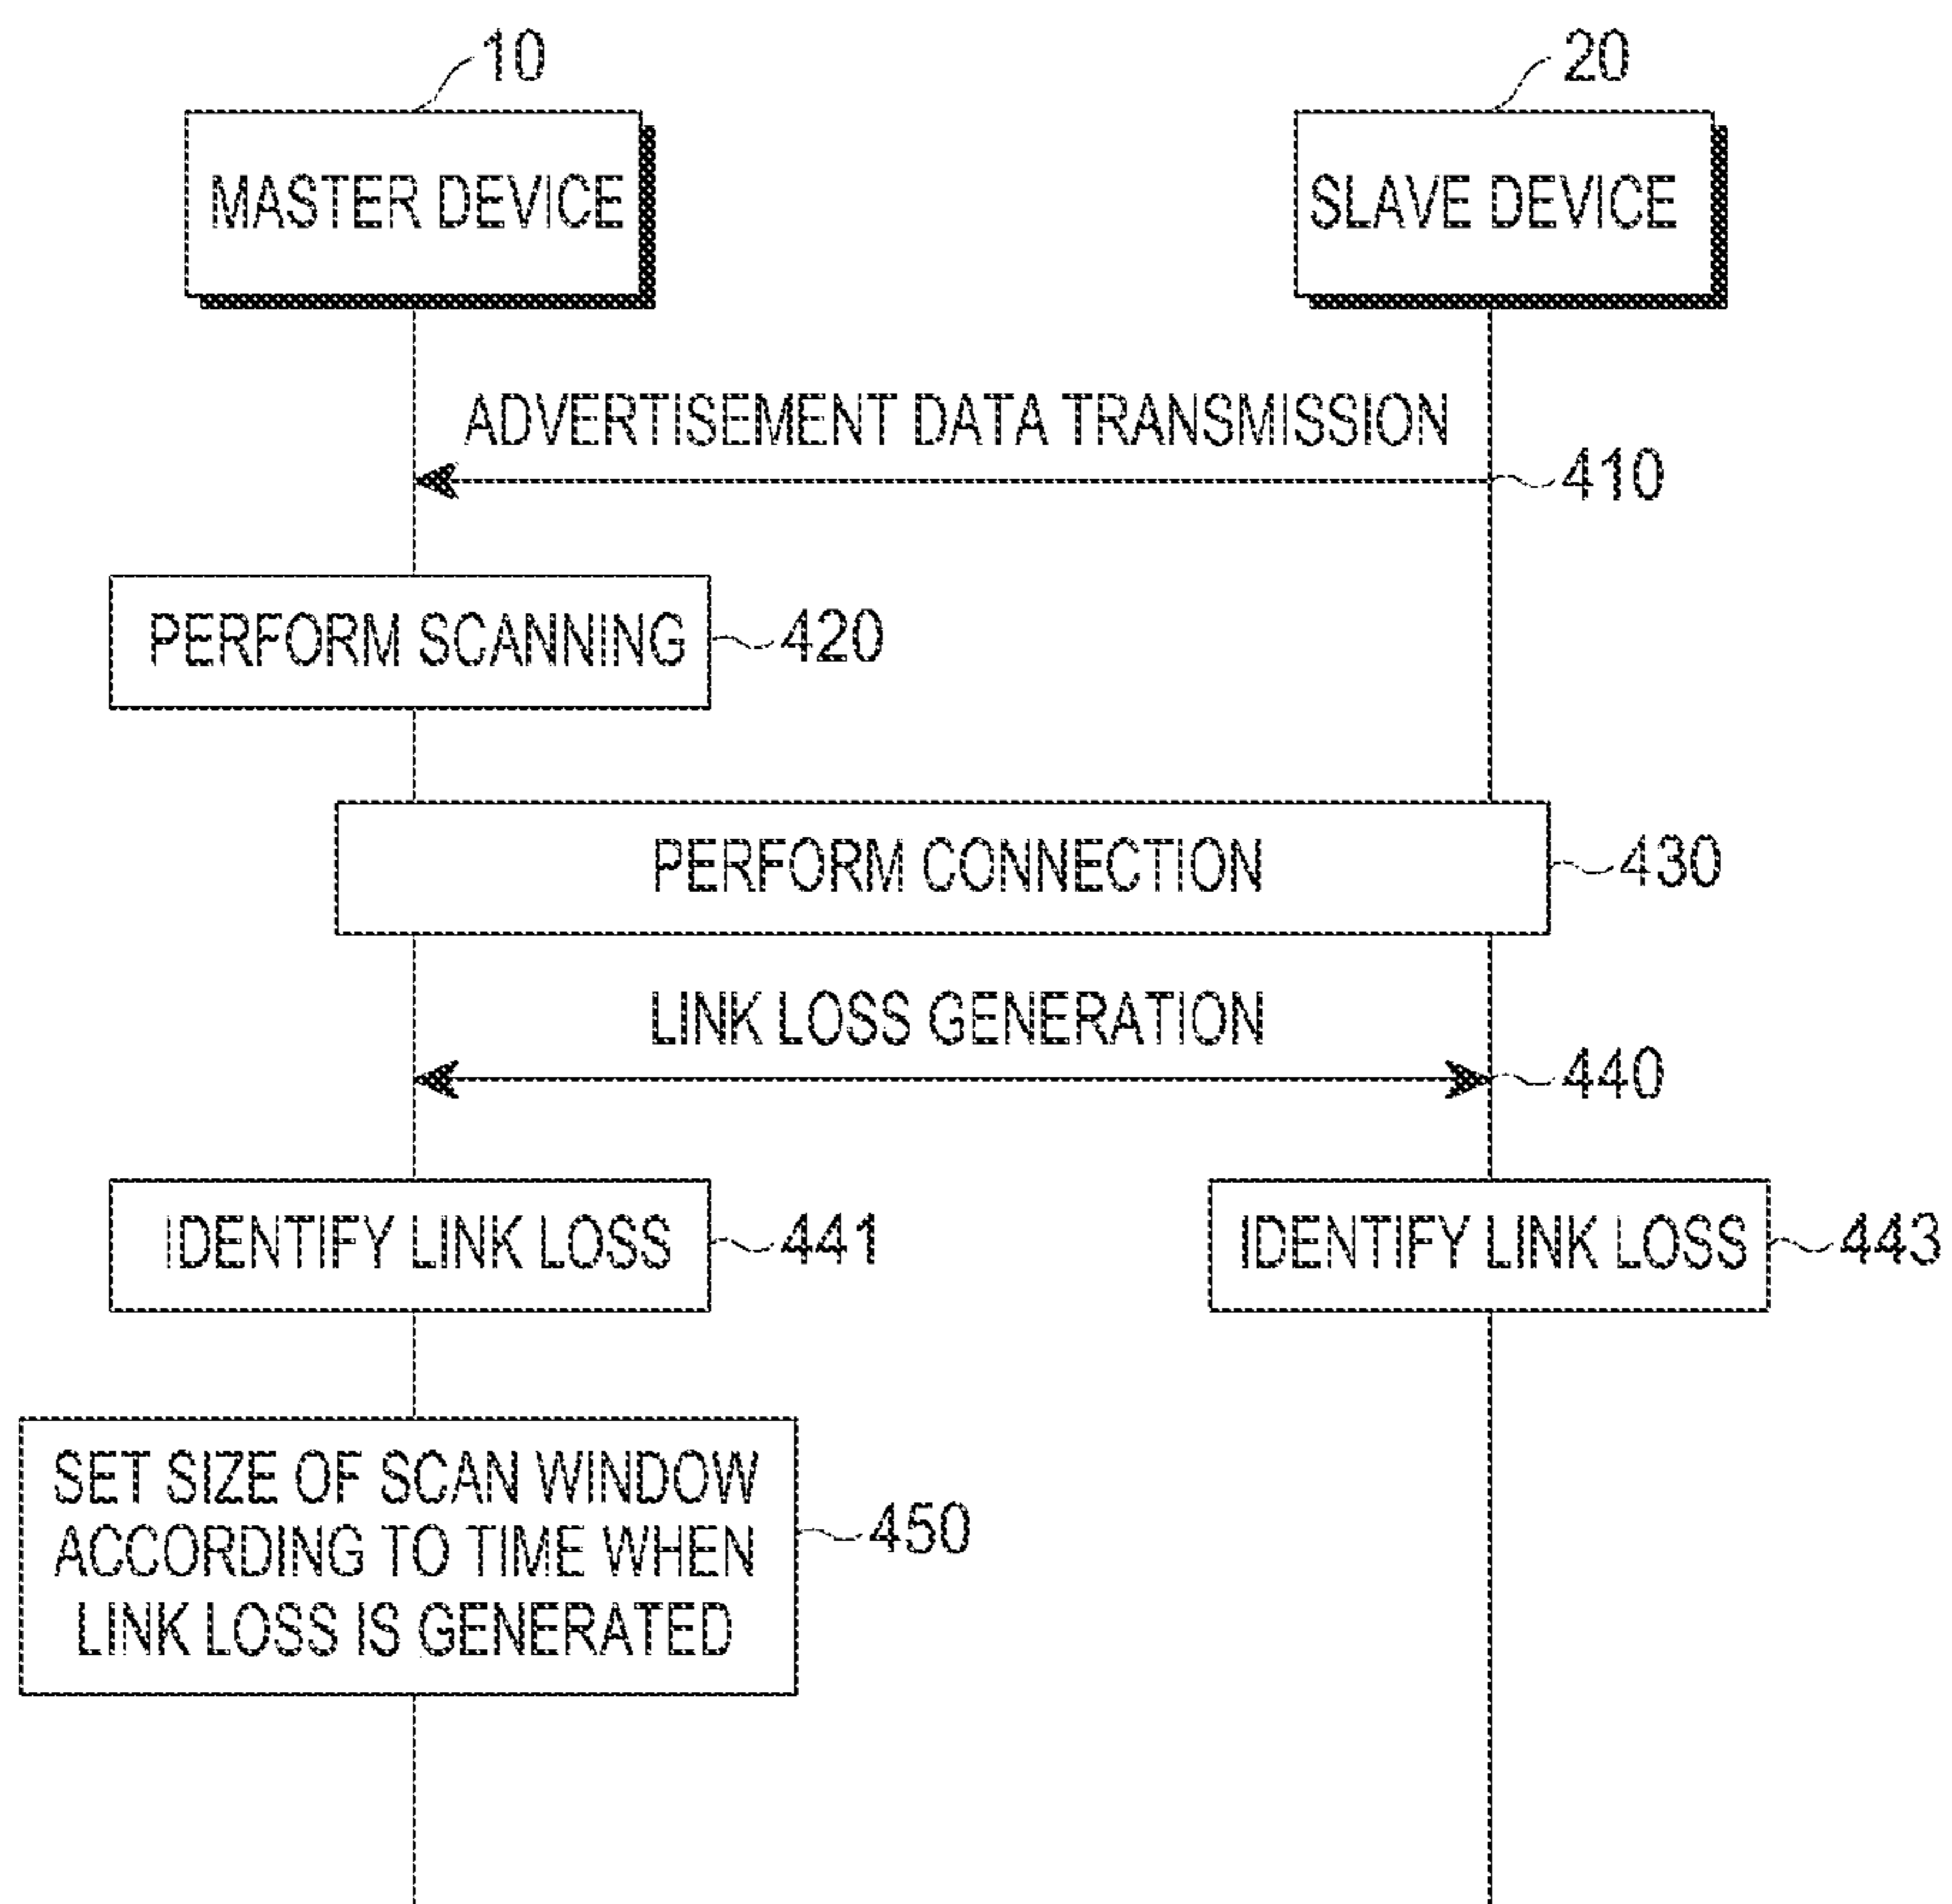 10
20
MASTER DEVICE
SLAVE DEVICE
ADVERTISEMENT DATA TRANSMISSION
410
PERFORM SCANNING
420
PERFORM CONNECTION
430
LINK LOSS GENERATION
440
IDENTIFY LINK LOSS
441
IDENTIFY LINK LOSS
443
SET SIZE OF SCAN WINDOW
ACCORDING TO TIME WHEN
LINK LOSS IS GENERATED
450